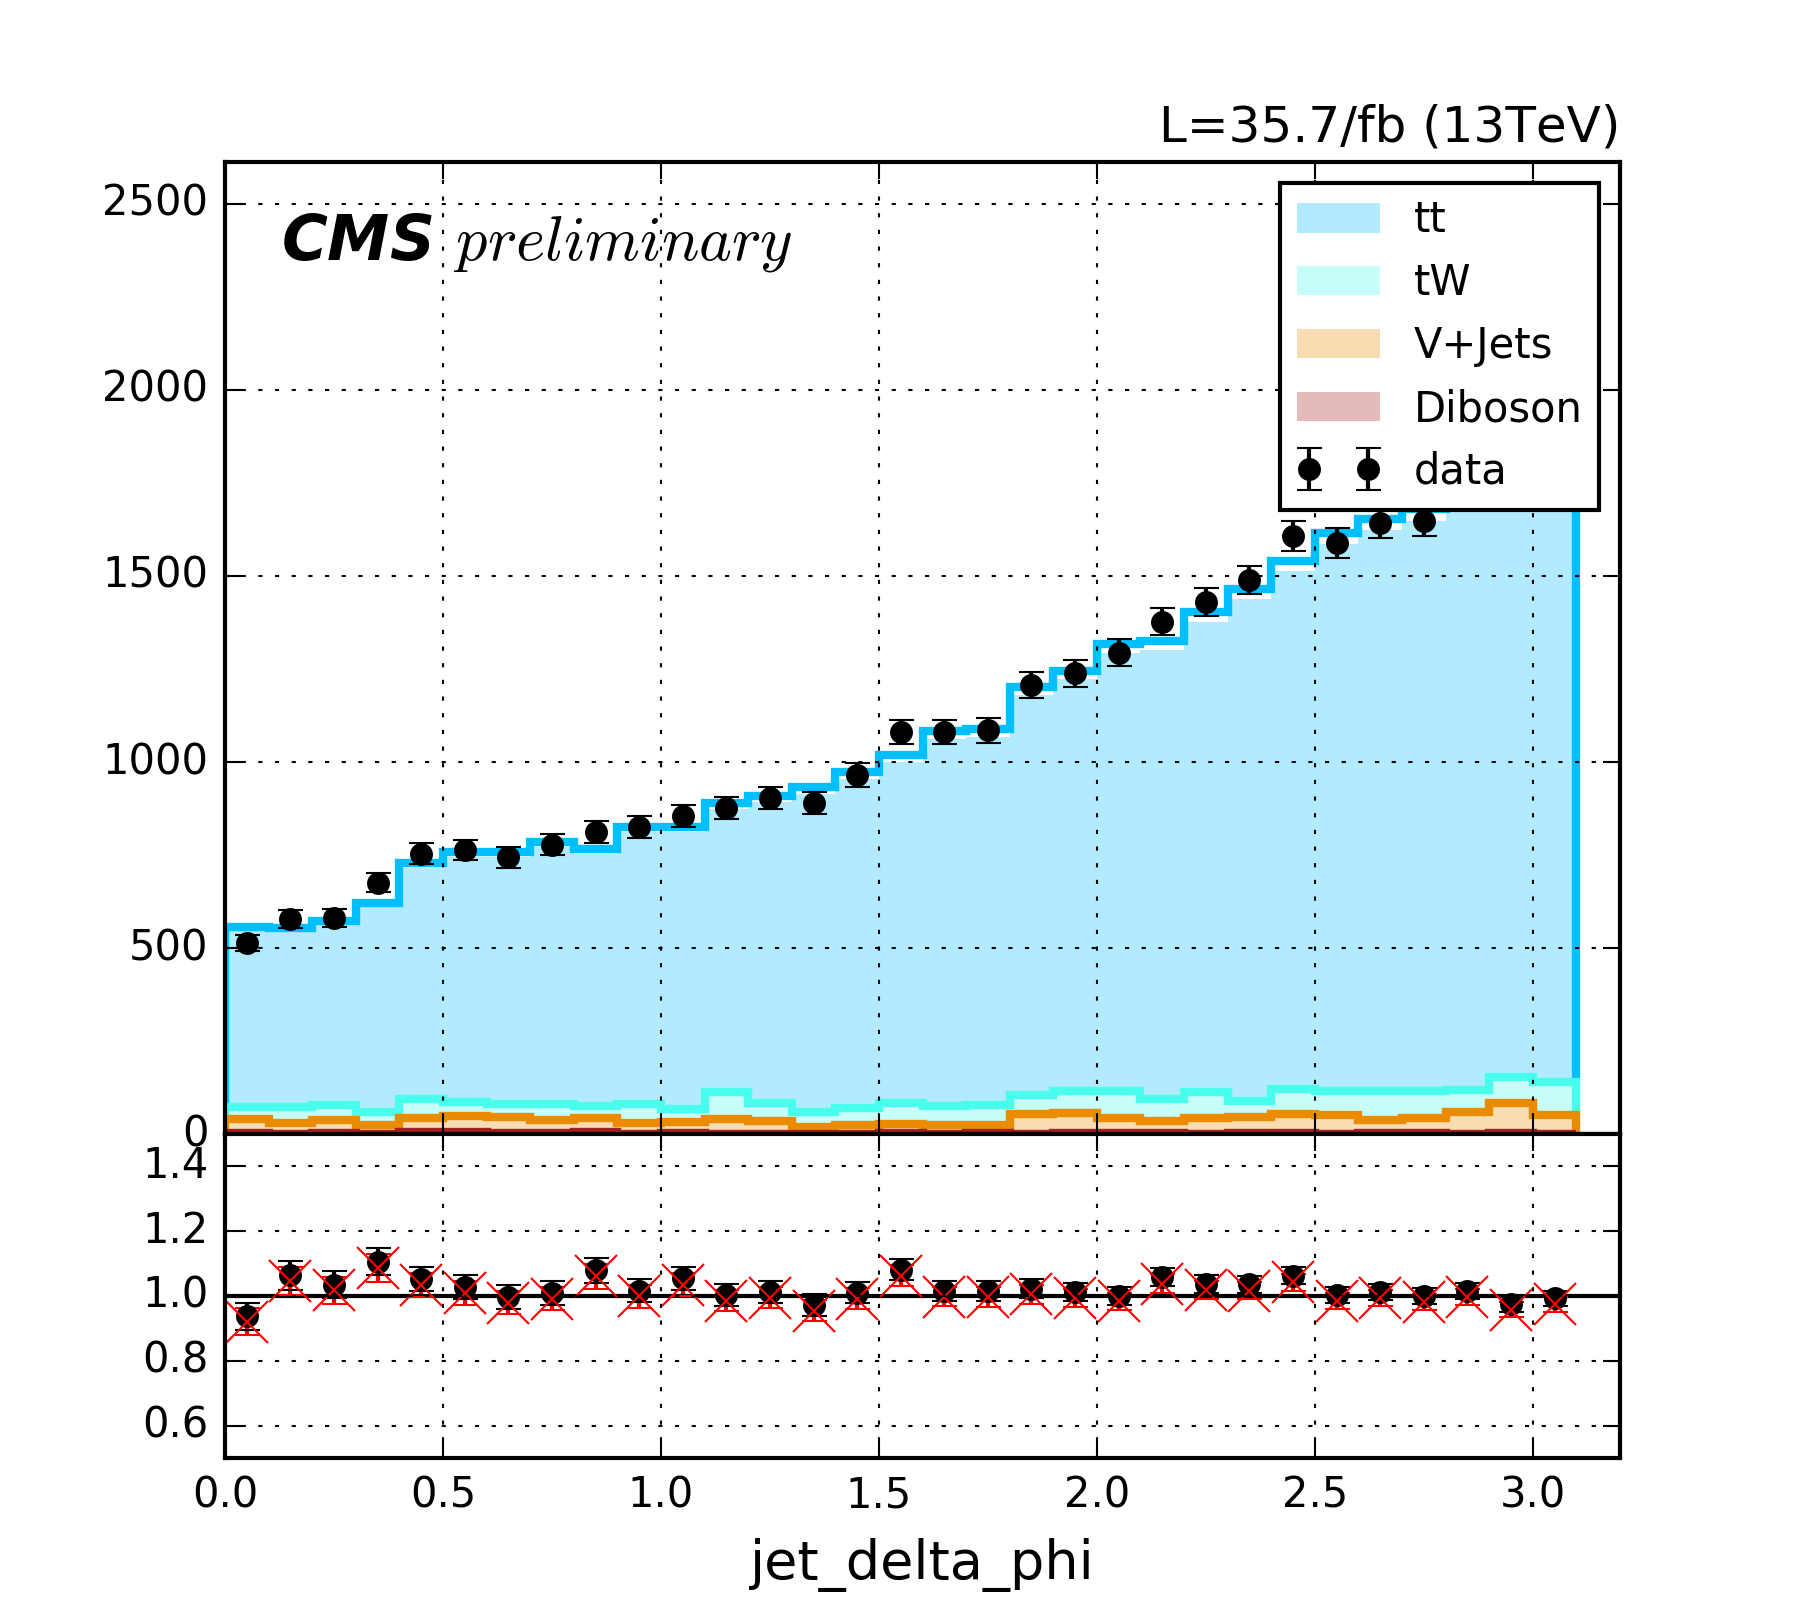 L=35.7/fb (13TeV)
CMS preliminary
tt
tW
V+Jets
Diboson
data
2500
2000
1500
1000
500
0
1.4
1.2
1.0
0.8
0.6
0.0 0.5 1.0 1.5 2.0 2.5 3.0
jet_delta_phi